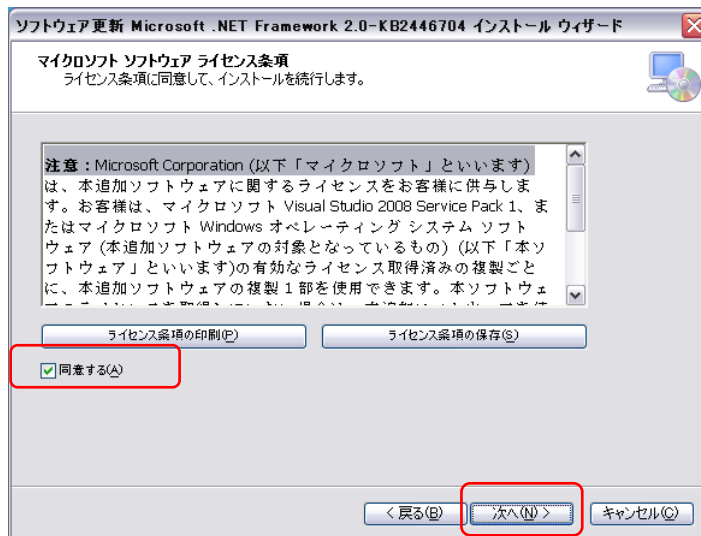 ソフトウェア更新 Microsoft .NET Framework 2.0-KB2446704 インストール ウィザード
マイクロソフト ソフトウェア ライセンス条項
ライセンス条項に同意して、インストールを続行します。
注意：Microsoft Corporation (以下「マイクロソフト」といいます)
は、本追加ソフトウェアに関するライセンスをお客様に供与しま
す。お客様は、マイクロソフト Visual Studio 2008 Service Pack 1、ま
たはマイクロソフト Windows オペレーティング システム ソフト
ウェア (本追加ソフトウェアの対象となっているもの) (以下「本ソ
フトウェア」といいます)の有効なライセンス取得済みの複製ごと
に、本追加ソフトウェアの複製 1 部を使用できます。本ソフトウェ
ライセンス条項の印刷(P)
ライセンス条項の保存(S)
同意する(A)
< 戻る(B)
次へ(N) >
キャンセル(C)